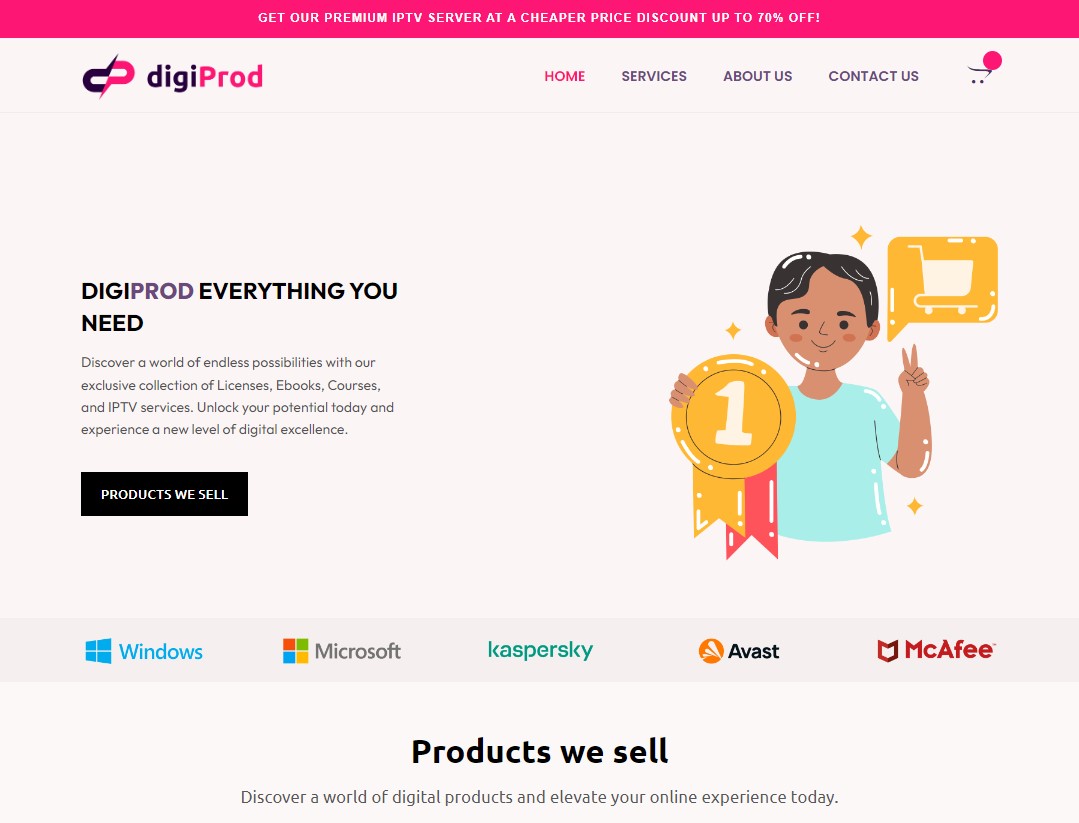 GET OUR PREMIUM IPTV SERVER AT A CHEAPER PRICE DISCOUNT UP TO 70% OFF!
digiProd
HOME SERVICES ABOUT US CONTACT US
DIGIPROD EVERYTHING YOU
NEED
Discover a world of endless possibilities with our
exclusive collection of Licenses, Ebooks, Courses,
and IPTV services. Unlock your potential today and
experience a new level of digital excellence.
PRODUCTS WE SELL
1
Windows Microsoft kaspersky Avast McAfee™
Products we sell
Discover a world of digital products and elevate your online experience today.